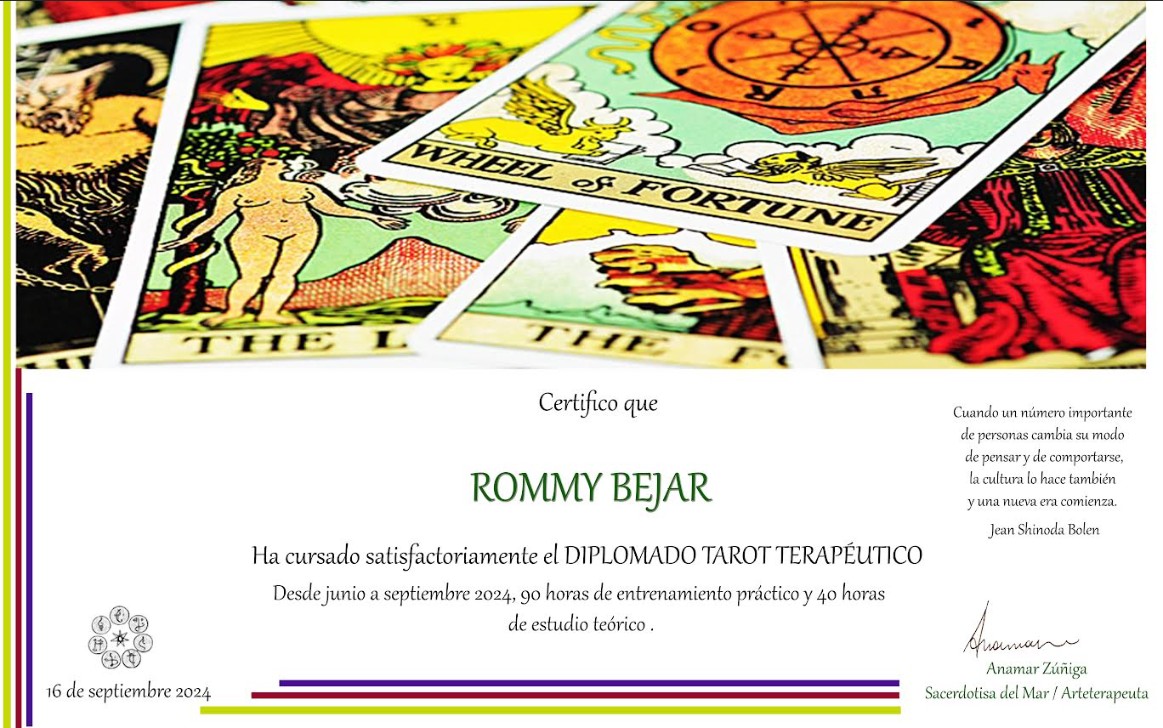 VI
WHEEL of FORTUNE
THE L
THE F
Certifico que
ROMMY BEJAR
Ha cursado satisfactoriamente el DIPLOMADO TAROT TERAPÉUTICO
Desde junio a septiembre 2024, 90 horas de entrenamiento práctico y 40 horas
de estudio teórico .
Cuando un número importante
de personas cambia su modo
de pensar y de comportarse,
la cultura lo hace también
y una nueva era comienza.
Jean Shinoda Bolen
16 de septiembre 2024
Anamar Zúñiga
Sacerdotisa del Mar / Arteterapeuta